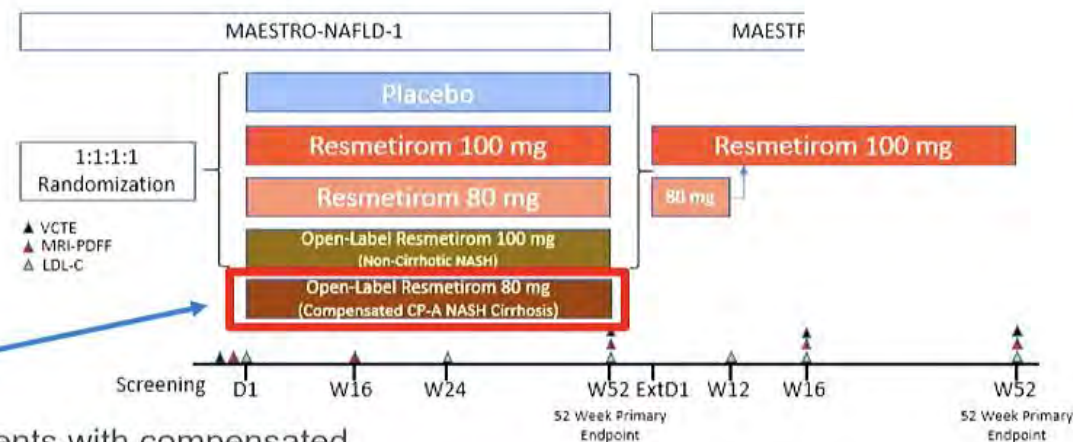 MAESTRO-NAFLD-1
MAESTR
Placebo
1:1:1:1
Randomization
Resmetirom 100 mg
Resmetirom 100 mg
Resmetirom 80 mg
80 mg
▲ VCTE
▲ MRI-PDFF
▲ LDL-C
Open-Label Resmetirom 100 mg
(Non-Cirrhotic NASH)
Open-Label Resmetirom 80 mg
(Compensated CP-A NASH Cirrhosis)
Screening D1 W16 W24 W52 ExtD1 W12 W16 W52
52 Week Primary
Endpoint
52 Week Primary
Endpoint
ents with compensated